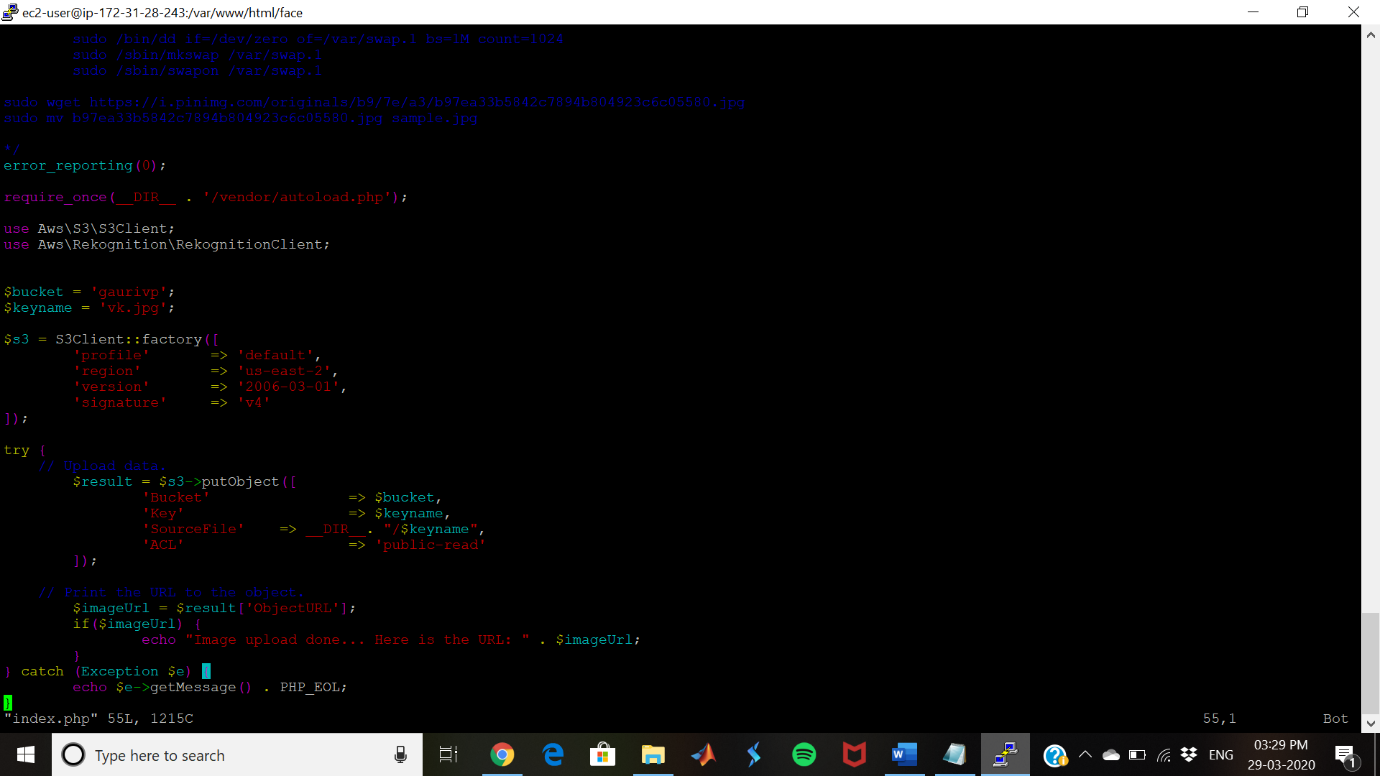 ec2-user@ip-172-31-28-243:/var/www/html/face
sudo /bin/dd if=/dev/zero of=/var/swap.1 bs=1M count=1024
sudo /sbin/mkswap /var/swap.1
sudo /sbin/swapon /var/swap.1
sudo wget https://i.pinimg.com/originals/b9/7e/a3/b97ea33b5842c7894b804923c6c05580.jpg
sudo mv b97ea33b5842c7894b804923c6c05580.jpg sample.jpg
*/
error_reporting(0);
require_once(__DIR__ . '/vendor/autoload.php');
use Aws\S3\S3Client;
use Aws\Rekognition\RekognitionClient;
$bucket = 'gaurivp';
$keyname = 'vk.jpg';
$s3 = S3Client::factory([
'profile' => 'default',
'region' => 'us-east-2',
'version' => '2006-03-01',
'signature' => 'v4'
]);
try {
// Upload data.
$result = $s3->putObject([
'Bucket' => $bucket,
'Key' => $keyname,
'SourceFile' => __DIR__. "/$keyname",
'ACL' => 'public-read'
]);
// Print the URL to the object.
$imageUrl = $result['ObjectURL'];
if($imageUrl) {
echo "Image upload done... Here is the URL: " . $imageUrl;
}
} catch (Exception $e) {
echo $e->getMessage() . PHP_EOL;
}
"index.php" 55L, 1215C 55,1 Bot
Type here to search
ENG
03:29 PM
29-03-2020
1